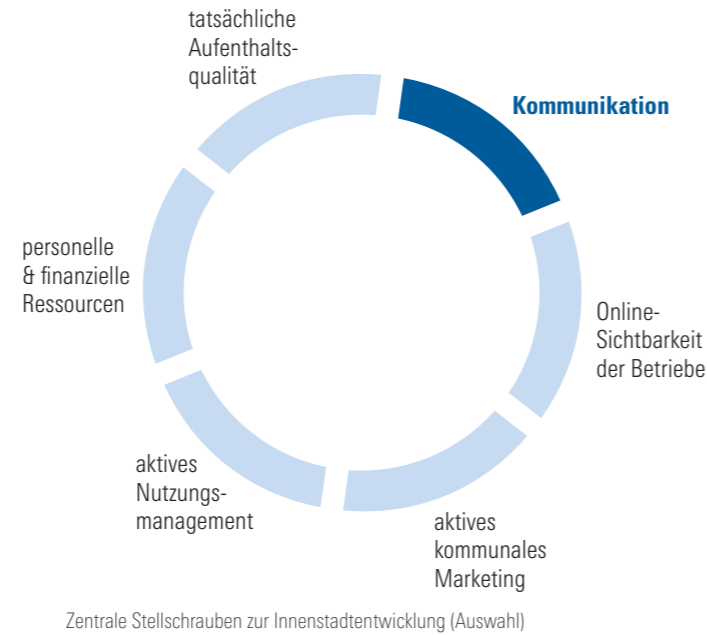 tatsächliche
Aufenthalts-
qualität
Kommunikation
Online-
Sichtbarkeit
der Betriebe
aktives
kommunales
Marketing
aktives
Nutzungs-
management
personelle
& finanzielle
Ressourcen
Zentrale Stellschrauben zur Innenstadtentwicklung (Auswahl)